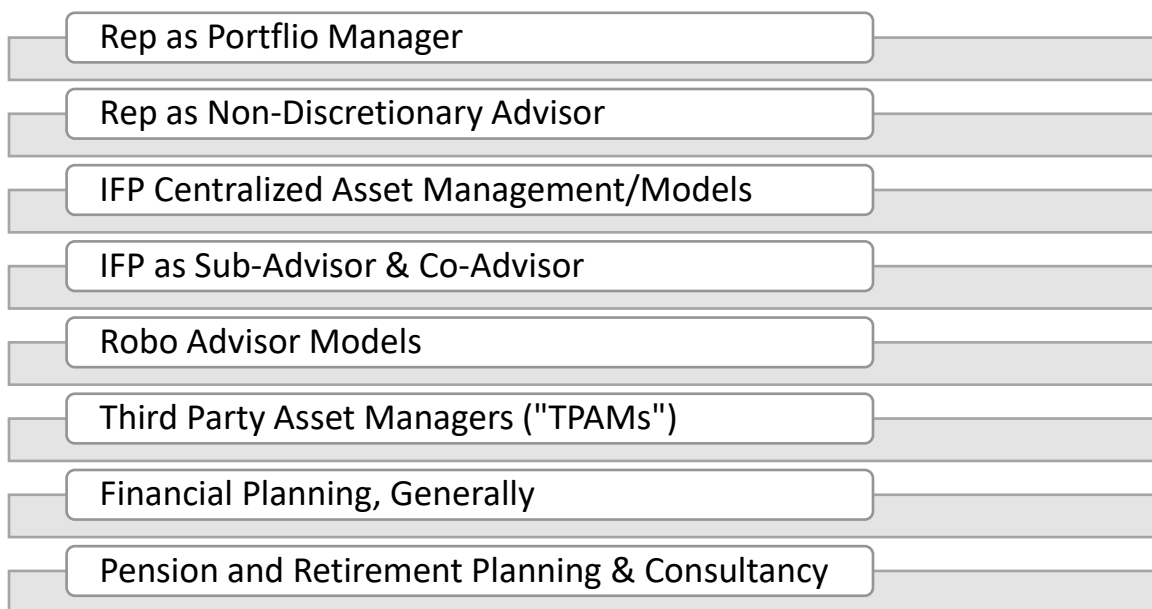 Rep as Portflio Manager
Rep as Non-Discretionary Advisor
IFP Centralized Asset Management/Models
IFP as Sub-Advisor & Co-Advisor
Robo Advisor Models
Third Party Asset Managers ("TPAMs")
Financial Planning, Generally
Pension and Retirement Planning & Consultancy